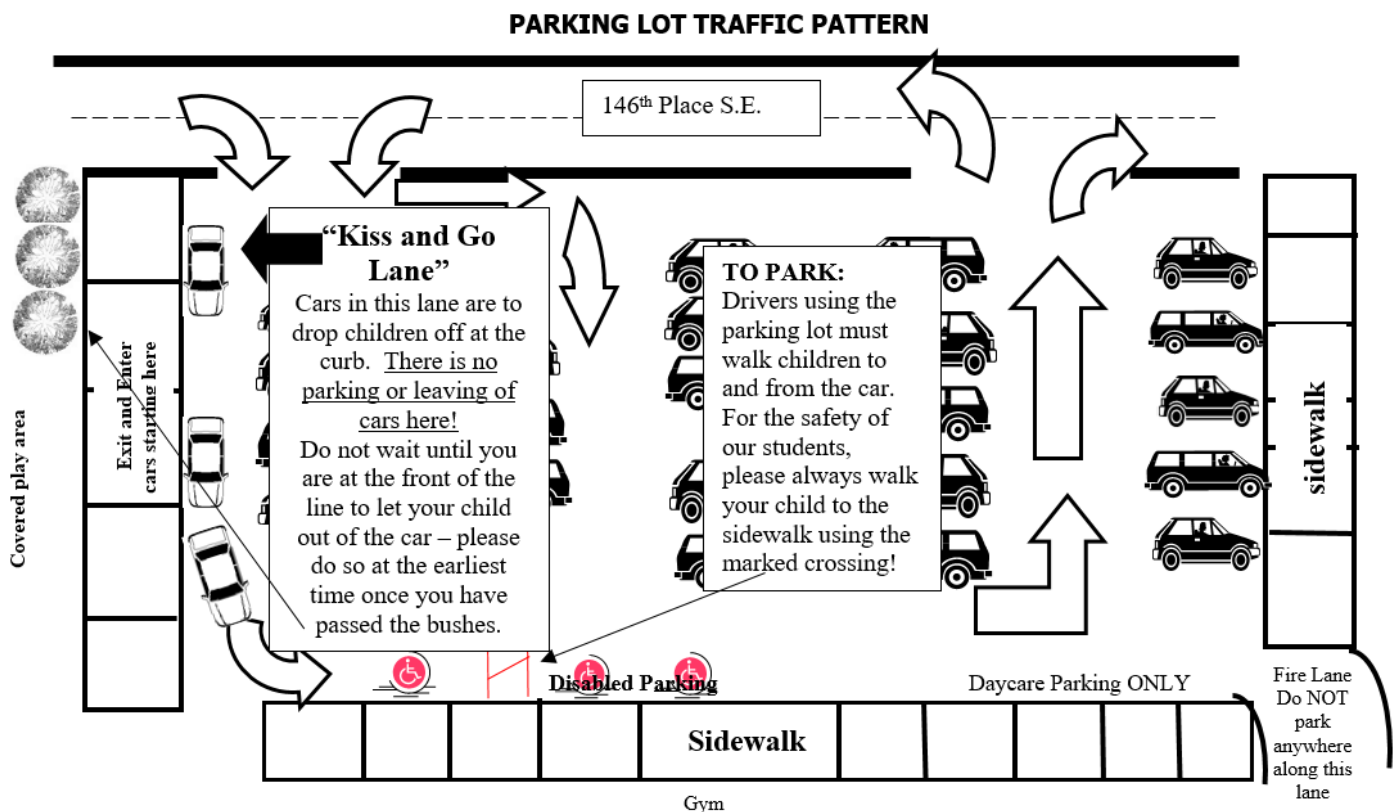 PARKING LOT TRAFFIC PATTERN
146th Place S.E.
“Kiss and Go
Lane”
Cars in this lane are to
drop children off at the
curb. There is no
parking or leaving of
cars here!
Do not wait until you
are at the front of the
line to let your child
out of the car – please
do so at the earliest
time once you have
passed the bushes.
TO PARK:
Drivers using the
parking lot must
walk children to
and from the car.
For the safety of
our students,
please always walk
your child to the
sidewalk using the
marked crossing!
Covered play area
Exit and Enter
cars starting here
sidewalk
Disabled Parking
Daycare Parking ONLY
Fire Lane
Do NOT
park
anywhere
along this
lane
Sidewalk
Gym